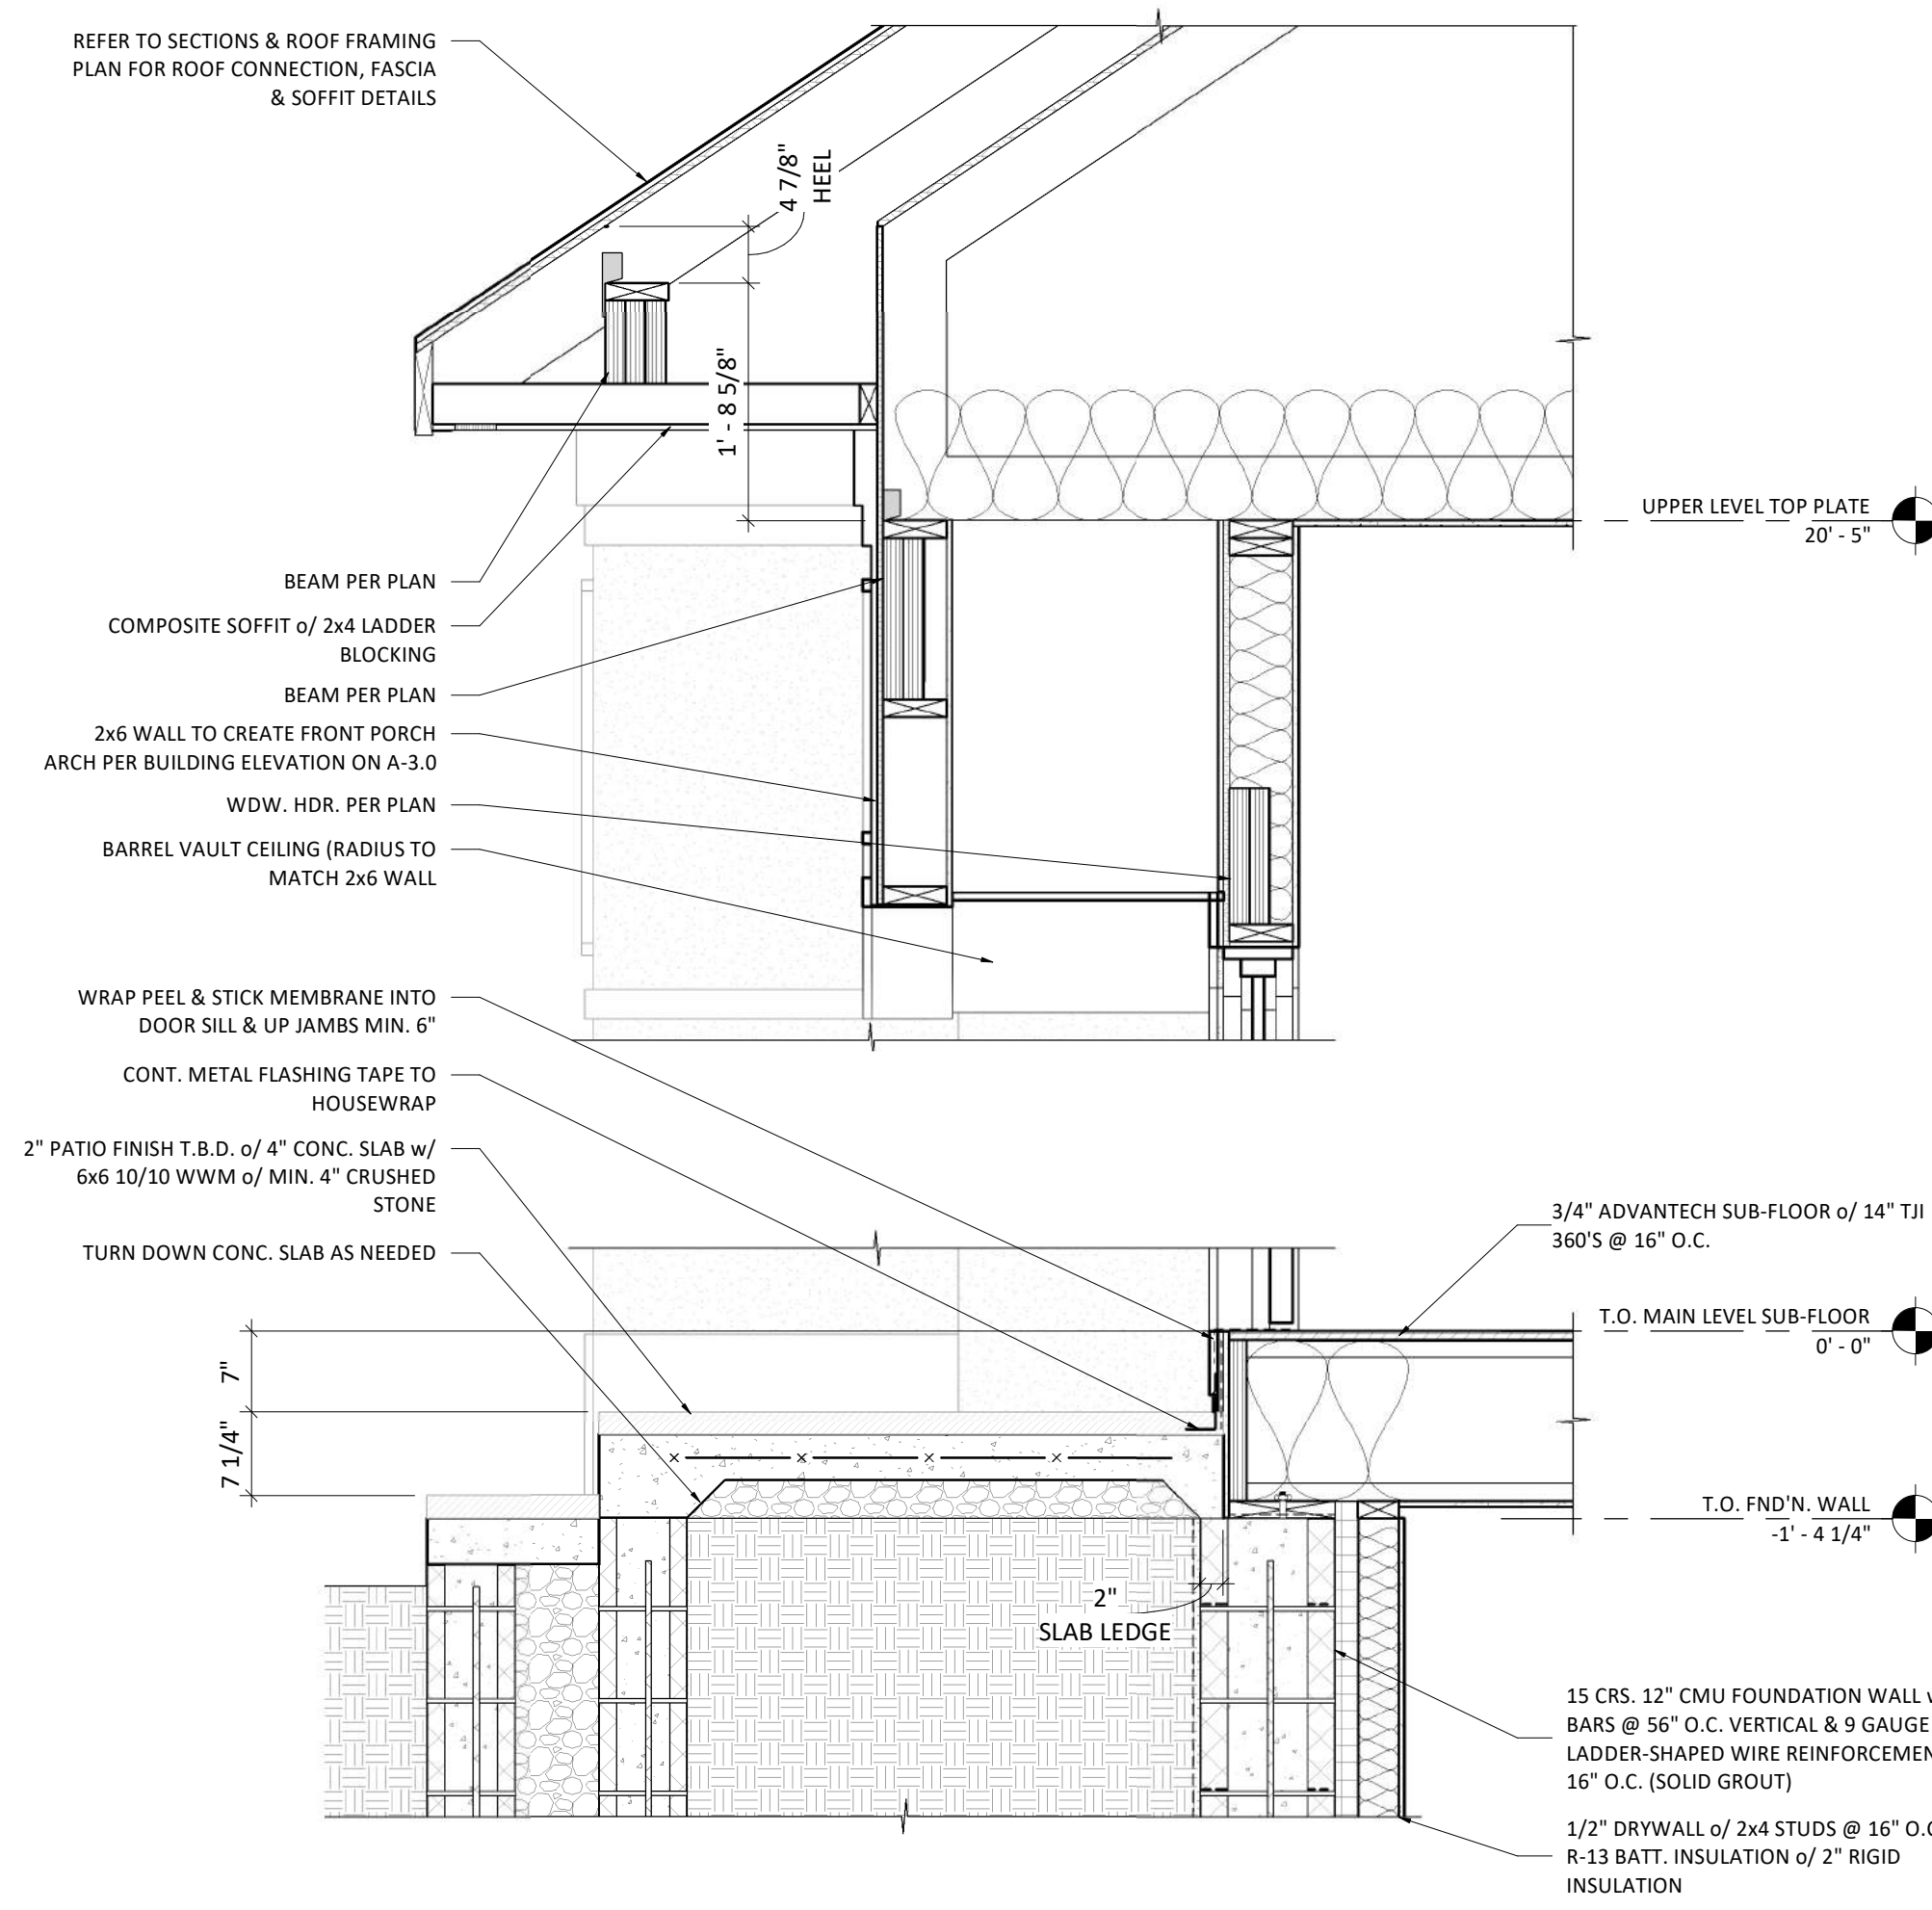 REFER TO SECTIONS & ROOF FRAMING
PLAN FOR ROOF CONNECTION, FASCIA
& SOFFIT DETAILS
4 7/8"
HEEL
1' - 8 5/8"
UPPER LEVEL TOP PLATE
20' - 5"
BEAM PER PLAN
COMPOSITE SOFFIT o/ 2x4 LADDER
BLOCKING
BEAM PER PLAN
2x6 WALL TO CREATE FRONT PORCH
ARCH PER BUILDING ELEVATION ON A-3.0
WDW. HDR. PER PLAN
BARREL VAULT CEILING (RADIUS TO
MATCH 2x6 WALL
WRAP PEEL & STICK MEMBRANE INTO
DOOR SILL & UP JAMBS MIN. 6"
CONT. METAL FLASHING TAPE TO
HOUSEWRAP
2" PATIO FINISH T.B.D. o/ 4" CONC. SLAB w/
6x6 10/10 WWM o/ MIN. 4" CRUSHED
STONE
TURN DOWN CONC. SLAB AS NEEDED
3/4" ADVANTECH SUB-FLOOR o/ 14" TJI
360'S @ 16" O.C.
T.O. MAIN LEVEL SUB-FLOOR
0' - 0"
7"
7 1/4"
T.O. FND'N. WALL
-1' - 4 1/4"
2"
SLAB LEDGE
15 CRS. 12" CMU FOUNDATION WALL
BARS @ 56" O.C. VERTICAL & 9 GAUGE
LADDER-SHAPED WIRE
16" O.C. (SOLID GROUT)
1/2" DRYWALL o/ 2x4 STUDS @ 16"
R-13 BATT. INSULATION o/ 2" RIGID
INSULATION